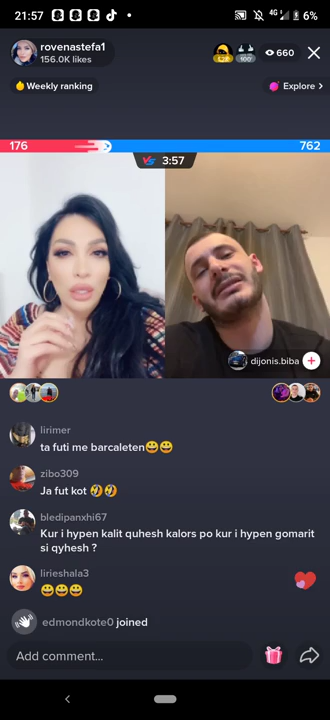 21:57
4G
6%
rovenastefa1
156.0K likes
660
Weekly ranking
Explore >
176
762
VS 3:57
dijonis.biba
lirimer
ta futi me barcaleten😀😀
zibo309
Ja fut kot 🤣🤣
bledipanxhi67
Kur i hypen kalit quhesh kalors po kur i hypen gomarit
si qyhesh ?
lirieshala3
😀😀😀
edmondkote0 joined
Add comment...